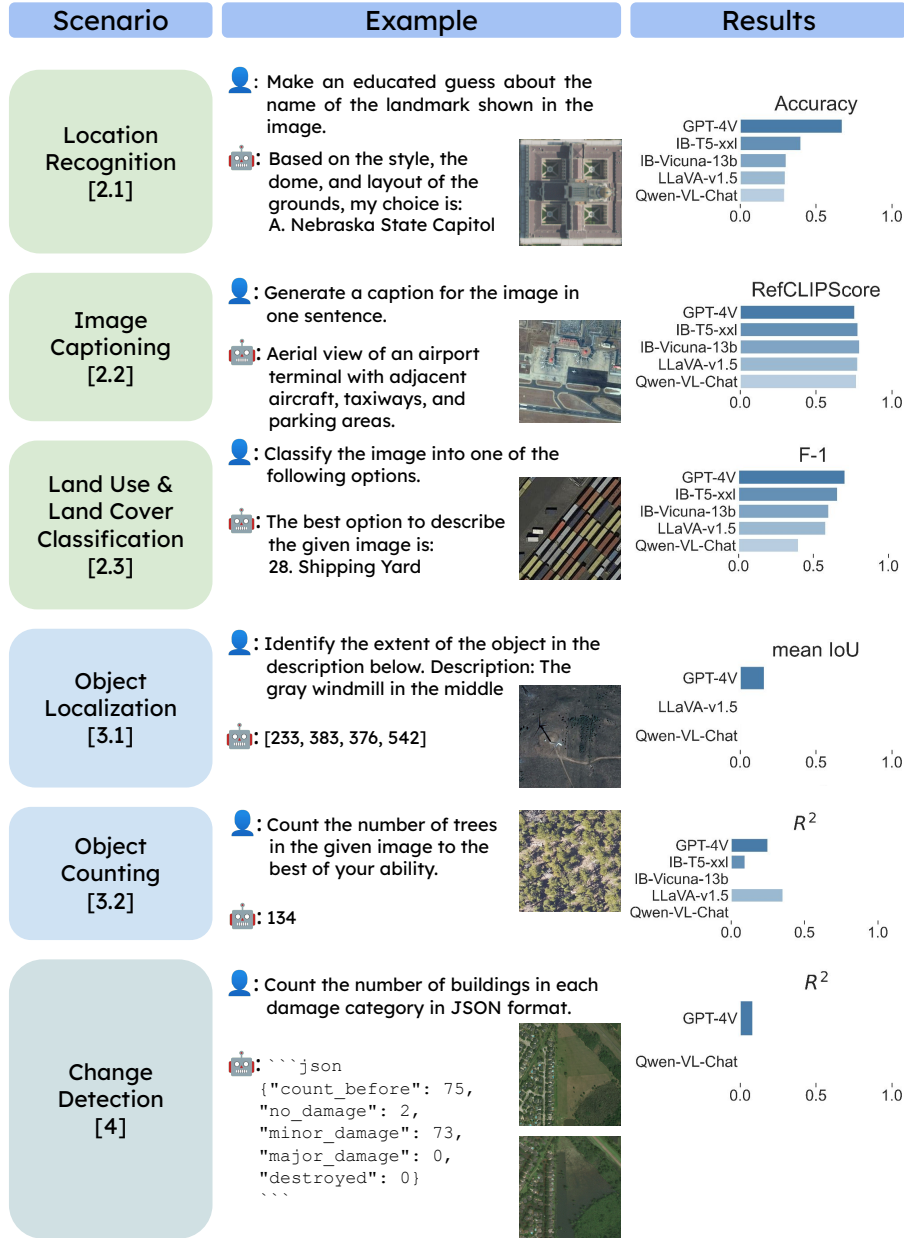 Scenario
Example
Results
Location
Recognition
[2.1]
: Make an educated guess about the
name of the landmark shown in the
image.
: Based on the style, the
dome, and layout of the
grounds, my choice is:
A. Nebraska State Capitol
Accuracy
GPT-4V
IB-T5-xxl
IB-Vicuna-13b
LLaVA-v1.5
Qwen-VL-Chat
0.0 0.5 1.0
Image
Captioning
[2.2]
: Generate a caption for the image in
one sentence.
: Aerial view of an airport
terminal with adjacent
aircraft, taxiways, and
parking areas.
RefCLIPScore
GPT-4V
IB-T5-xxl
IB-Vicuna-13b
LLaVA-v1.5
Qwen-VL-Chat
0.0 0.5 1.0
Land Use &
Land Cover
Classification
[2.3]
: Classify the image into one of the
following options.
: The best option to describe
the given image is:
28. Shipping Yard
F-1
GPT-4V
IB-T5-xxl
IB-Vicuna-13b
LLaVA-v1.5
Qwen-VL-Chat
0.0 0.5 1.0
Object
Localization
[3.1]
: Identify the extent of the object in the
description below. Description: The
gray windmill in the middle
: [233, 383, 376, 542]
mean IoU
GPT-4V
LLaVA-v1.5
Qwen-VL-Chat
0.0 0.5 1.0
Object
Counting
[3.2]
: Count the number of trees
in the given image to the
best of your ability.
: 134
R²
GPT-4V
IB-T5-xxl
IB-Vicuna-13b
LLaVA-v1.5
Qwen-VL-Chat
0.0 0.5 1.0
Change
Detection
[4]
: Count the number of buildings in each
damage category in JSON format.
: ```json
{"count_before": 75,
"no_damage": 2,
"minor_damage": 73,
"major_damage": 0,
"destroyed": 0}
```
R²
GPT-4V
Qwen-VL-Chat
0.0 0.5 1.0